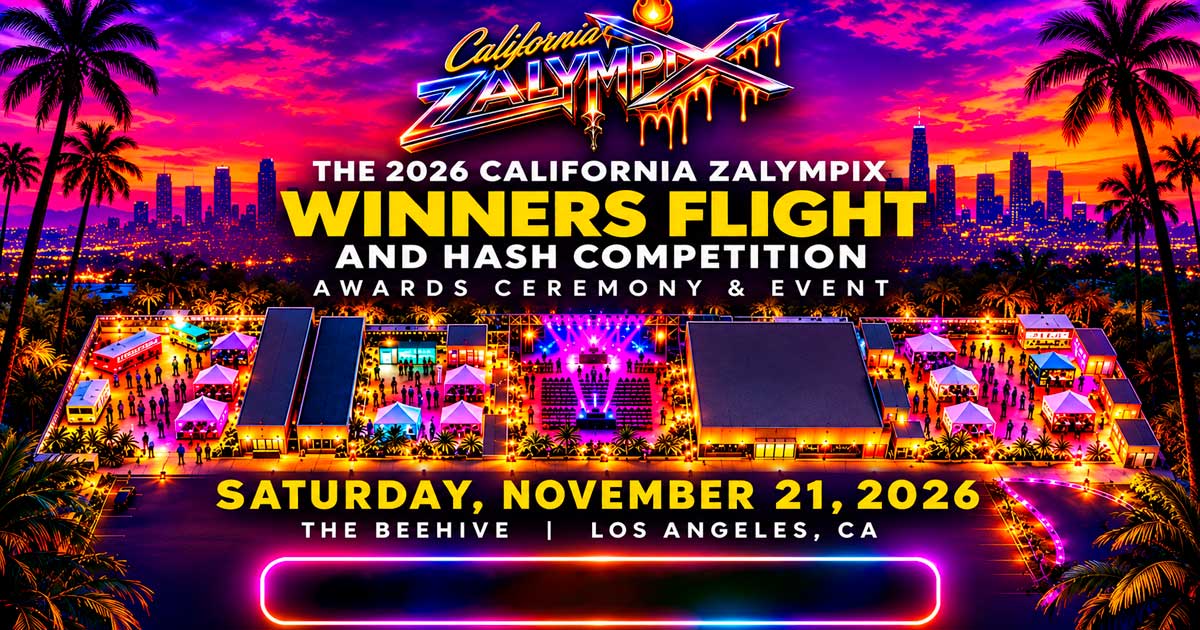 California
ZALYMPIX
THE 2026 CALIFORNIA ZALYMPIX
WINNERS FLIGHT
AND HASH COMPETITION
AWARDS CEREMONY & EVENT
SATURDAY, NOVEMBER 21, 2026
THE BEEHIVE | LOS ANGELES, CA